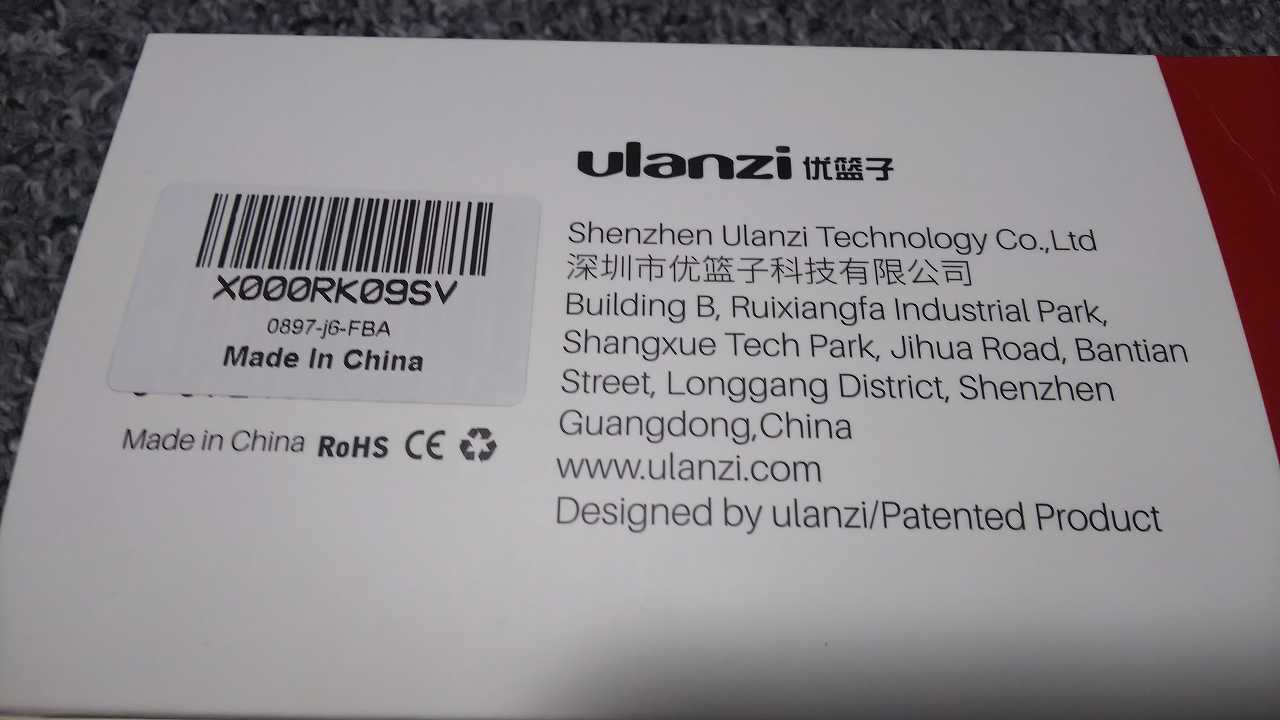 X000RK09SV
0897-j6-FBA
Made In China
Made in China RoHS CE
ulanzi 优篮子
Shenzhen Ulanzi Technology Co.,Ltd
深圳市优篮子科技有限公司
Building B, Ruixiangfa Industrial Park,
Shangxue Tech Park, Jihua Road, Bantian
Street, Longgang District, Shenzhen
Guangdong,China
www.ulanzi.com
Designed by ulanzi/Patented Product